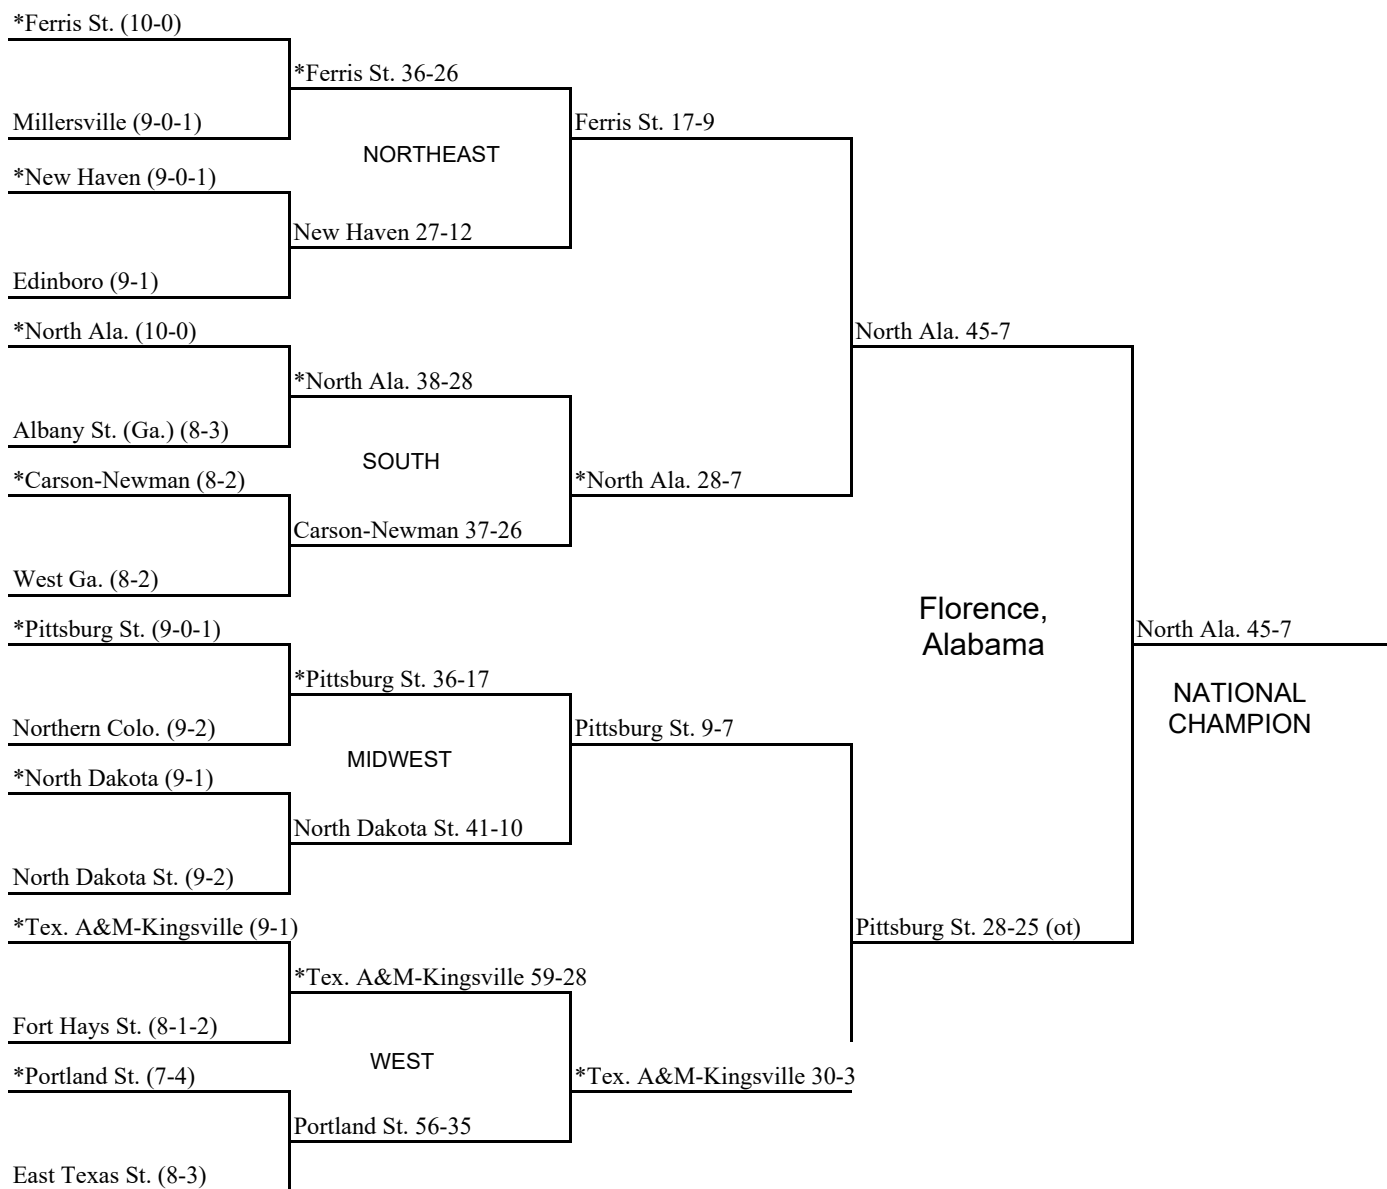 *Ferris St. (10-0)
*Ferris St. 36-26
Millersville (9-0-1)
Ferris St. 17-9
NORTHEAST
*New Haven (9-0-1)
New Haven 27-12
Edinboro (9-1)
*North Ala. (10-0)
North Ala. 45-7
*North Ala. 38-28
Albany St. (Ga.) (8-3)
SOUTH
*Carson-Newman (8-2)
*North Ala. 28-7
Carson-Newman 37-26
West Ga. (8-2)
Florence,
Alabama
*Pittsburg St. (9-0-1)
North Ala. 45-7
*Pittsburg St. 36-17
NATIONAL
CHAMPION
Northern Colo. (9-2)
Pittsburg St. 9-7
MIDWEST
*North Dakota (9-1)
North Dakota St. 41-10
North Dakota St. (9-2)
*Tex. A&M-Kingsville (9-1)
Pittsburg St. 28-25 (ot)
*Tex. A&M-Kingsville 59-28
Fort Hays St. (8-1-2)
WEST
*Portland St. (7-4)
*Tex. A&M-Kingsville 30-3
Portland St. 56-35
East Texas St. (8-3)